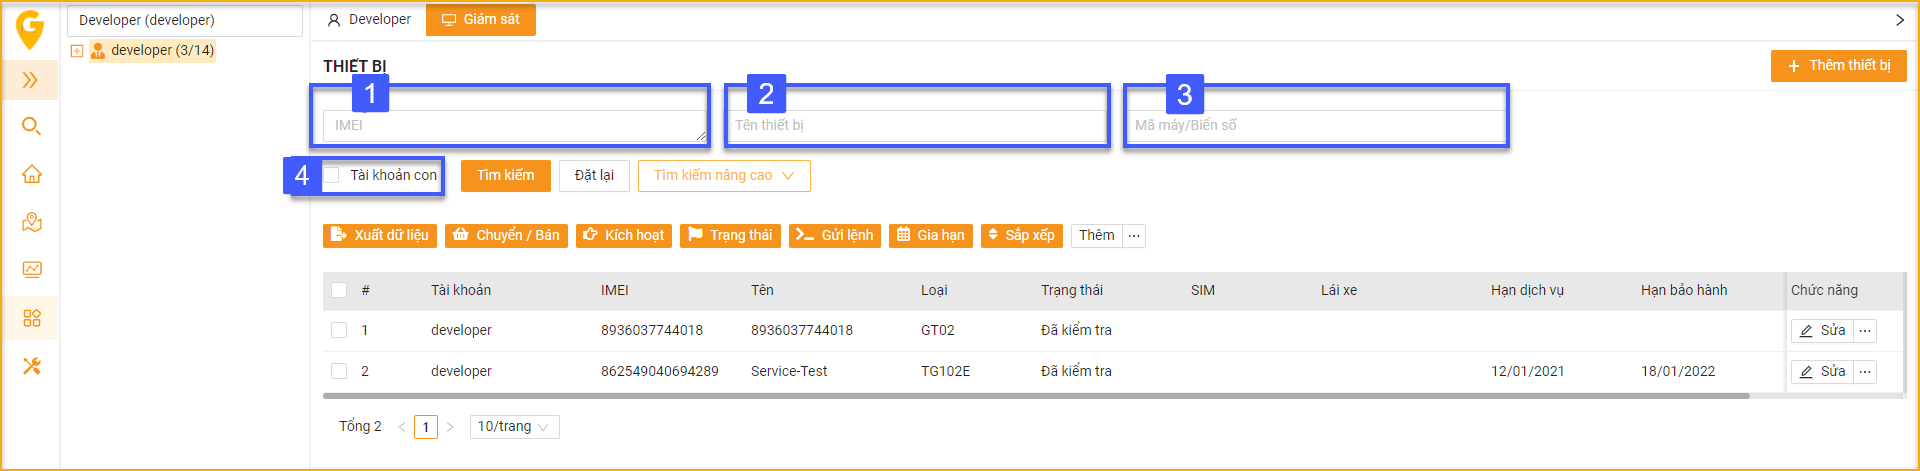 Developer (developer)
developer (3/14)
Developer Giám sát
THIẾT BỊ
Thêm thiết bị
1 2 3
IMEI Tên thiết bị Mã máy/Biển số
4 Tài khoản con Tìm kiếm Đặt lại Tìm kiếm nâng cao
Xuất dữ liệu Chuyển / Bán Kích hoạt Trạng thái Gửi lệnh Gia hạn Sắp xếp Thêm ...
# Tài khoản IMEI Tên Loại Trạng thái SIM Lái xe Hạn dịch vụ Hạn bảo hành Chức năng
1 developer 8936037744018 8936037744018 GT02 Đã kiểm tra Sửa ...
2 developer 862549040694289 Service-Test TG102E Đã kiểm tra 12/01/2021 18/01/2022 Sửa ...
Tổng 2 < 1 > 10/trang